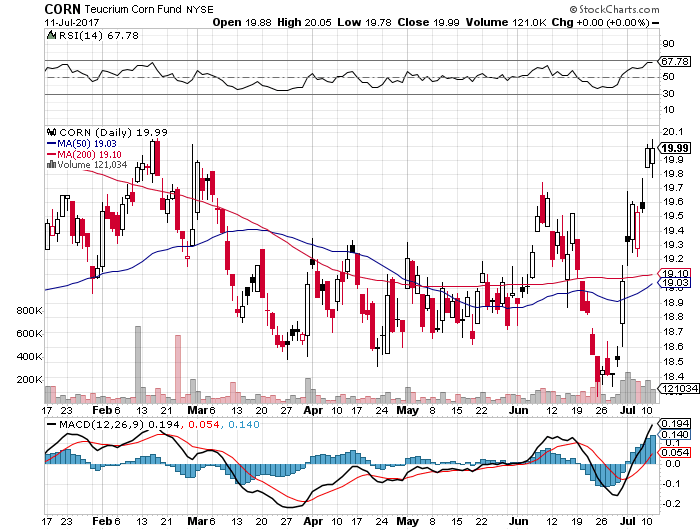 CORN Teucrium Corn Fund NYSE © StockCharts.com
11-Jul-2017 Open 19.88 High 20.05 Low 19.78 Close 19.99 Volume 121.0K Chg +0.00 (+0.00%)
RSI(14) 67.78
90
67.78
50
30
10
CORN (Daily) 19.99
MA(50) 19.03
MA(200) 19.10
Volume 121,034
20.1
19.99
19.9
19.8
19.7
19.6
19.5
19.4
19.3
19.2
19.10
19.03
18.9
18.8
18.7
18.6
18.5
18.4
800K
600K
400K
200K
121034
17 23 Feb 6 13 21 27 Mar 6 13 20 27 Apr 10 17 24 May 8 15 22 Jun 12 19 26 Jul 10
MACD(12,26,9) 0.194, 0.054, 0.140
0.194
0.140
0.054
0.0
-0.1
-0.2
17 23 Feb 6 13 21 27 Mar 6 13 20 27 Apr 10 17 24 May 8 15 22 Jun 12 19 26 Jul 10